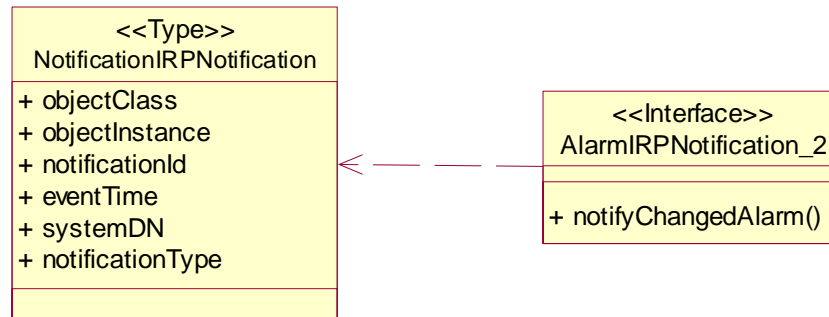 <<Type>>
NotificationIRPNotification
+ objectClass
+ objectInstance
+ notificationId
+ eventTime
+ systemDN
+ notificationType
<<Interface>>
AlarmIRPNotification_2
+ notifyChangedAlarm()